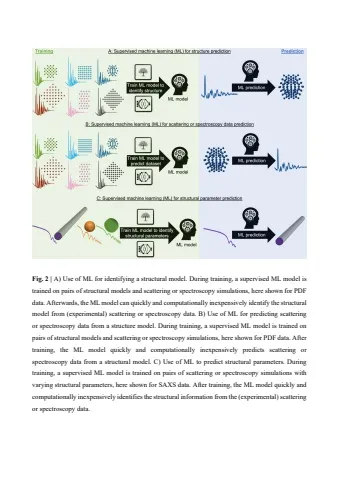 Training
A: Supervised machine learning (ML) for structure prediction
Prediction
Train ML model to
identify structure
ML model
ML prediction
B: Supervised machine learning (ML) for scattering or spectroscopy data prediction
Train ML model to
predict dataset
ML model
ML prediction
C: Supervised machine learning (ML) for structural parameter prediction
Train ML model to identify
structural parameters
ML model
ML prediction
Fig. 2 | A) Use of ML for identifying a structural model. During training, a supervised ML model is
trained on pairs of structural models and scattering or spectroscopy simulations, here shown for PDF
data. Afterwards, the ML model can quickly and computationally inexpensively identify the structural
model from (experimental) scattering or spectroscopy data. B) Use of ML for predicting scattering
or spectroscopy data from a structure model. During training, a supervised ML model is trained on
pairs of structural models and scattering or spectroscopy simulations, here shown for PDF data. After
training, the ML model quickly and computationally inexpensively predicts scattering or
spectroscopy data from a structural model. C) Use of ML to predict structural parameters. During
training, a supervised ML model is trained on pairs of scattering or spectroscopy simulations with
varying structural parameters, here shown for SAXS data. After training, the ML model quickly and
computationally inexpensively identifies the structural information from the (experimental) scattering
or spectroscopy data.